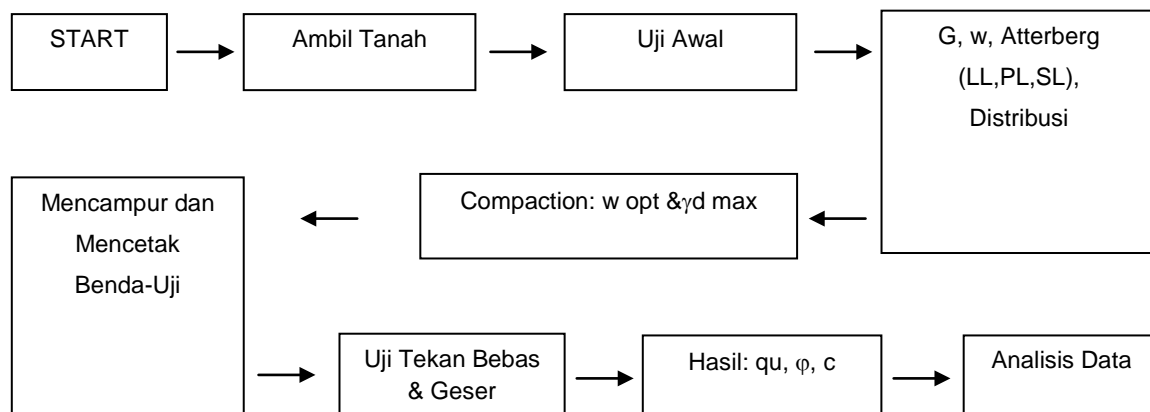 START
Ambil Tanah
Uji Awal
G, w, Atterberg
(LL,PL,SL),
Distribusi
Compaction: w opt &γd max
Mencampur dan
Mencetak
Benda-Uji
Uji Tekan Bebas
& Geser
Hasil: qu, φ, c
Analisis Data